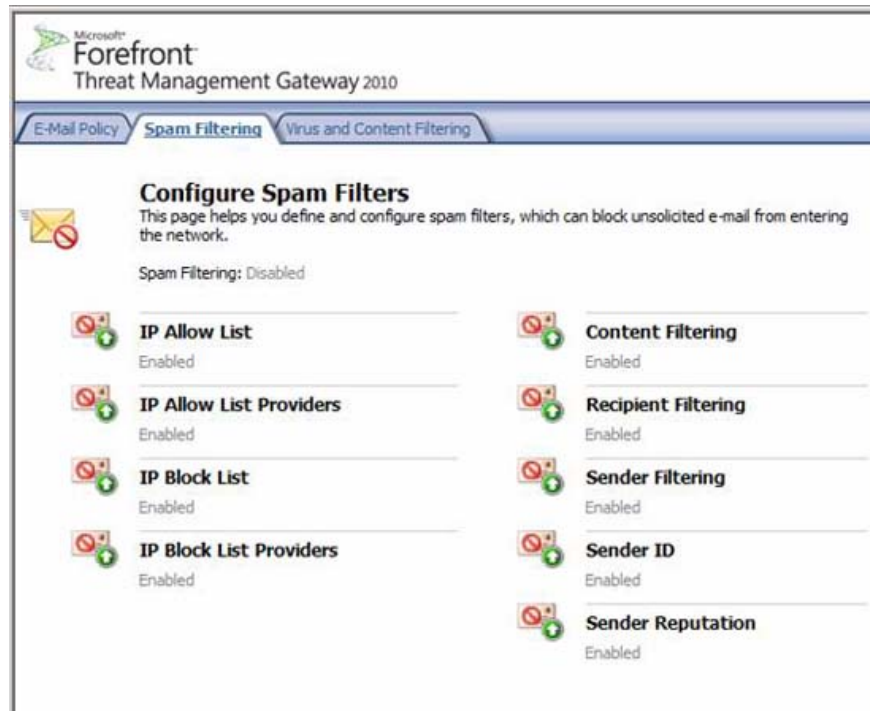 Microsoft®
Forefront™
Threat Management Gateway 2010
E-Mail Policy
Spam Filtering
Virus and Content Filtering
Configure Spam Filters
This page helps you define and configure spam filters, which can block unsolicited e-mail from entering
the network.
Spam Filtering: Disabled
IP Allow List
Enabled
IP Allow List Providers
Enabled
IP Block List
Enabled
IP Block List Providers
Enabled
Content Filtering
Enabled
Recipient Filtering
Enabled
Sender Filtering
Enabled
Sender ID
Enabled
Sender Reputation
Enabled